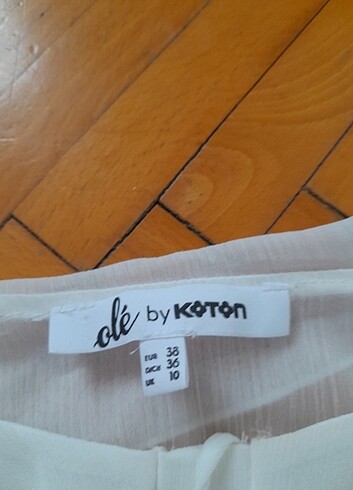 olé by KOTON
EUR 38
D/CH 36
UK 10